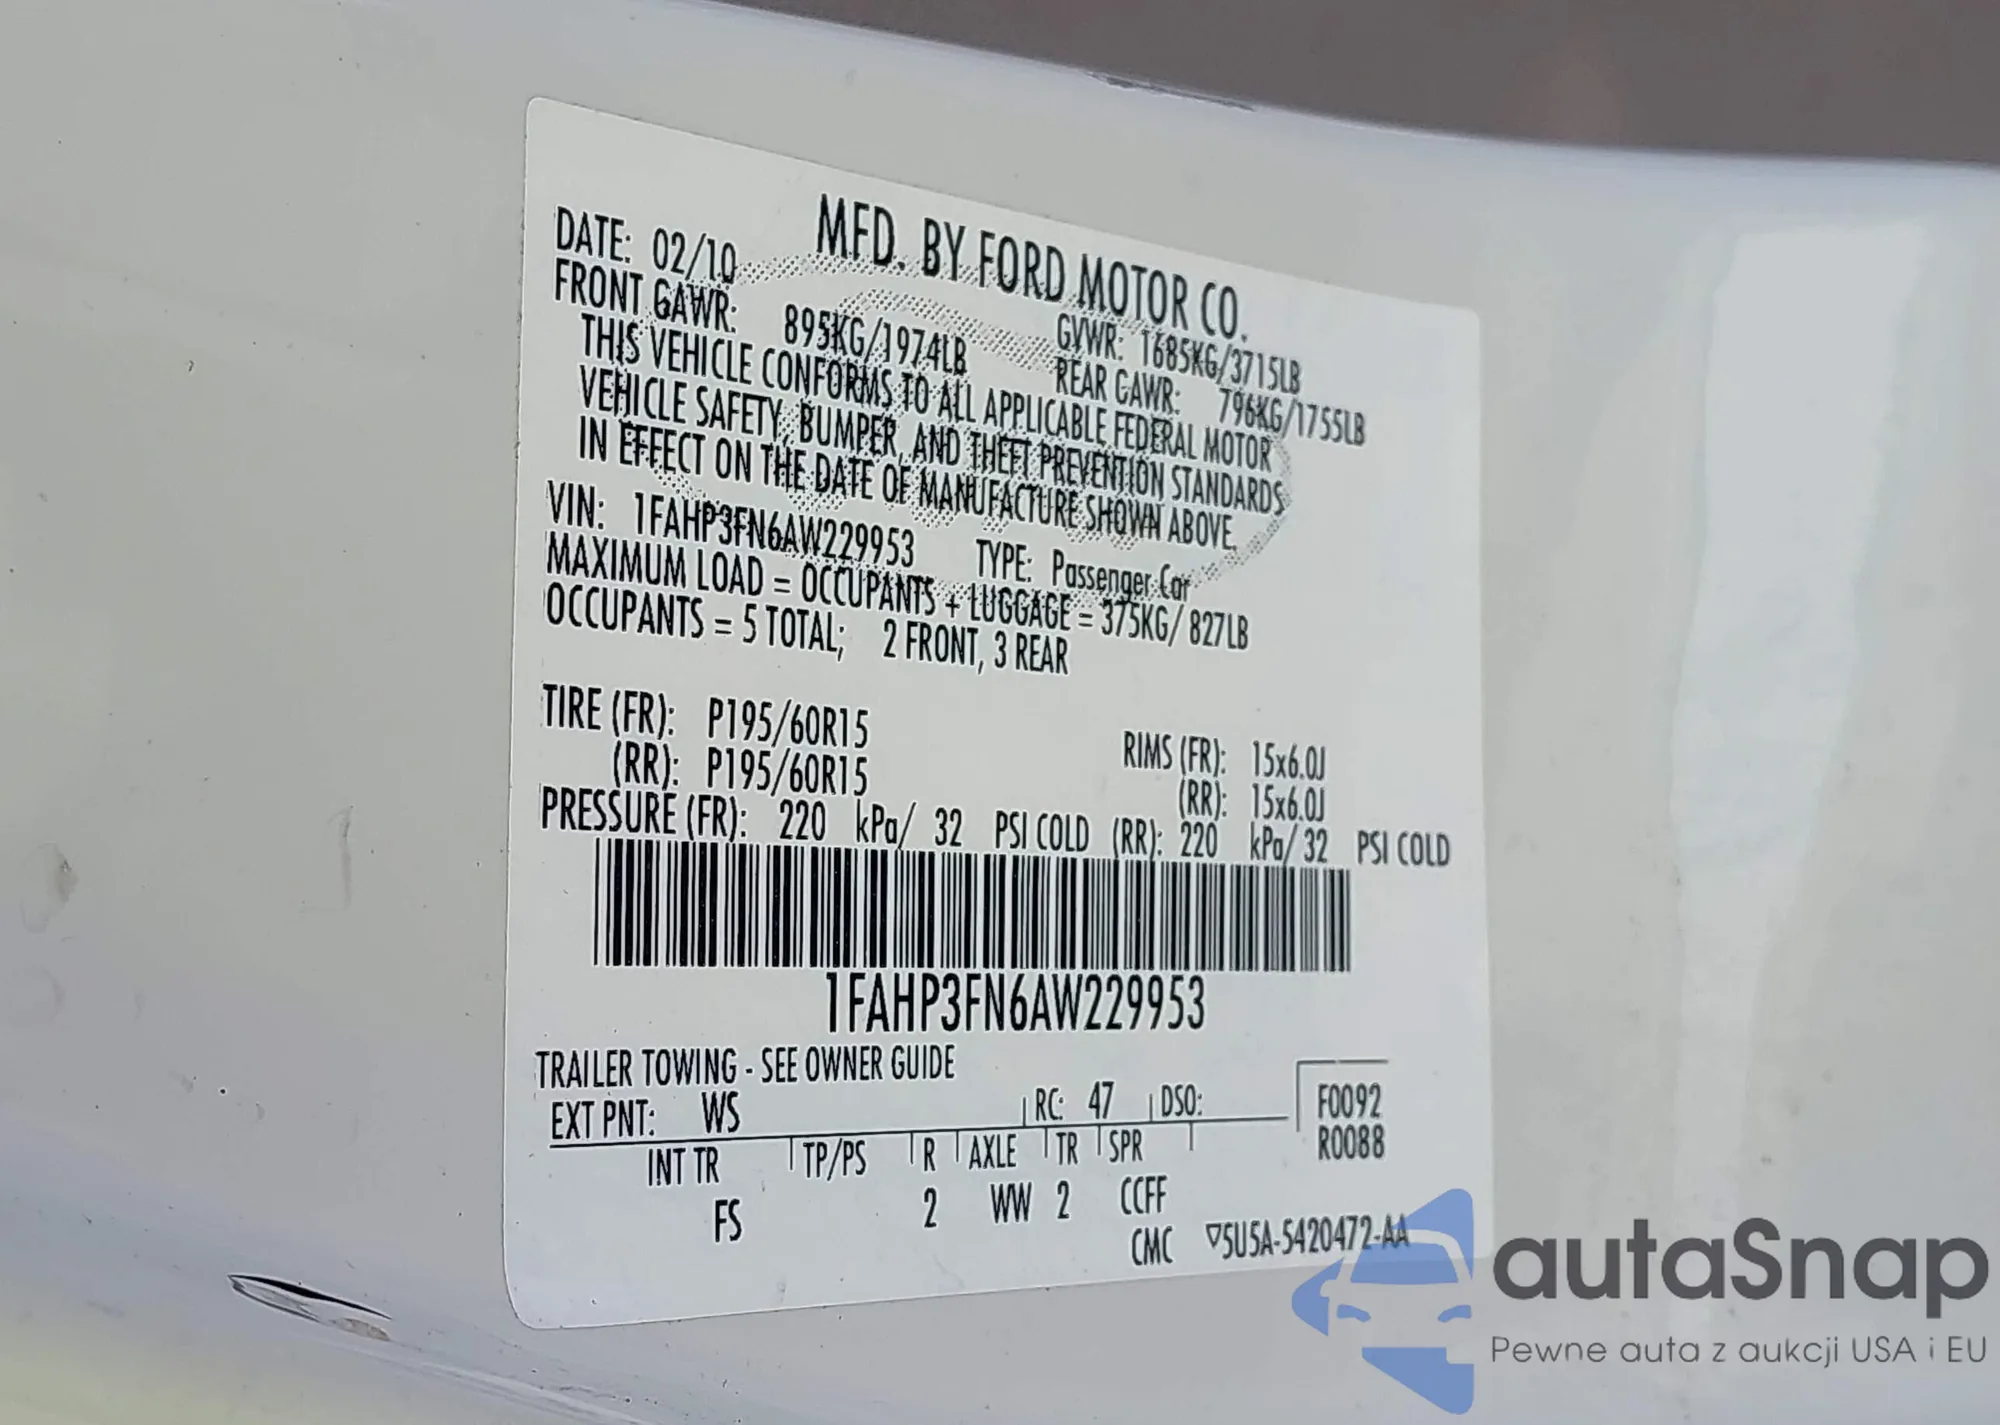 MFD. BY FORD MOTOR CO.
DATE: 02/10 GVWR: 1685KG/3715LB
FRONT GAWR: 895KG/1974LB REAR GAWR: 796KG/1755LB
THIS VEHICLE CONFORMS TO ALL APPLICABLE FEDERAL MOTOR
VEHICLE SAFETY, BUMPER, AND THEFT PREVENTION STANDARDS
IN EFFECT ON THE DATE OF MANUFACTURE SHOWN ABOVE.
VIN: 1FAHP3FN6AW229953 TYPE: Passenger Car
MAXIMUM LOAD = OCCUPANTS + LUGGAGE = 375KG/ 827LB
OCCUPANTS = 5 TOTAL; 2 FRONT, 3 REAR
TIRE (FR): P195/60R15 RIMS (FR): 15x6.0J
(RR): P195/60R15 (RR): 15x6.0J
PRESSURE (FR): 220 kPa/ 32 PSI COLD (RR): 220 kPa/ 32 PSI COLD
1FAHP3FN6AW229953
TRAILER TOWING - SEE OWNER GUIDE
EXT PNT: WS RC: 47 DSO: F0092
R0088
INT TR TP/PS R AXLE TR SPR
FS 2 WW 2 CCFF
CMC ▽5U5A-5420472-AA
autaSnap
Pewne auta z aukcji USA i EU